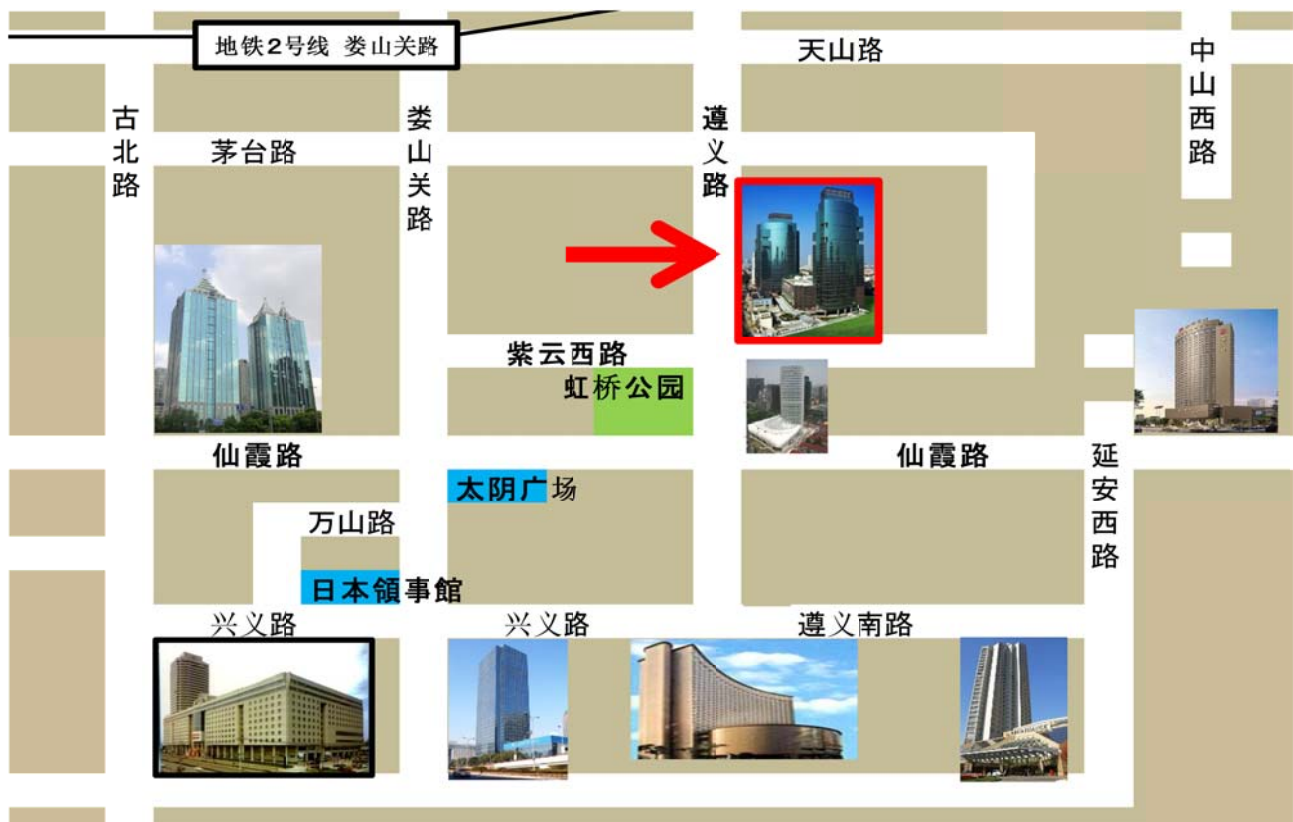 地铁2号线 娄山关路
天山路
中山西路
古北路
娄山关路
遵义路
茅台路
紫云西路
虹桥公园
仙霞路
仙霞路
延安西路
太阴广场
万山路
日本領事館
兴义路
兴义路
遵义南路